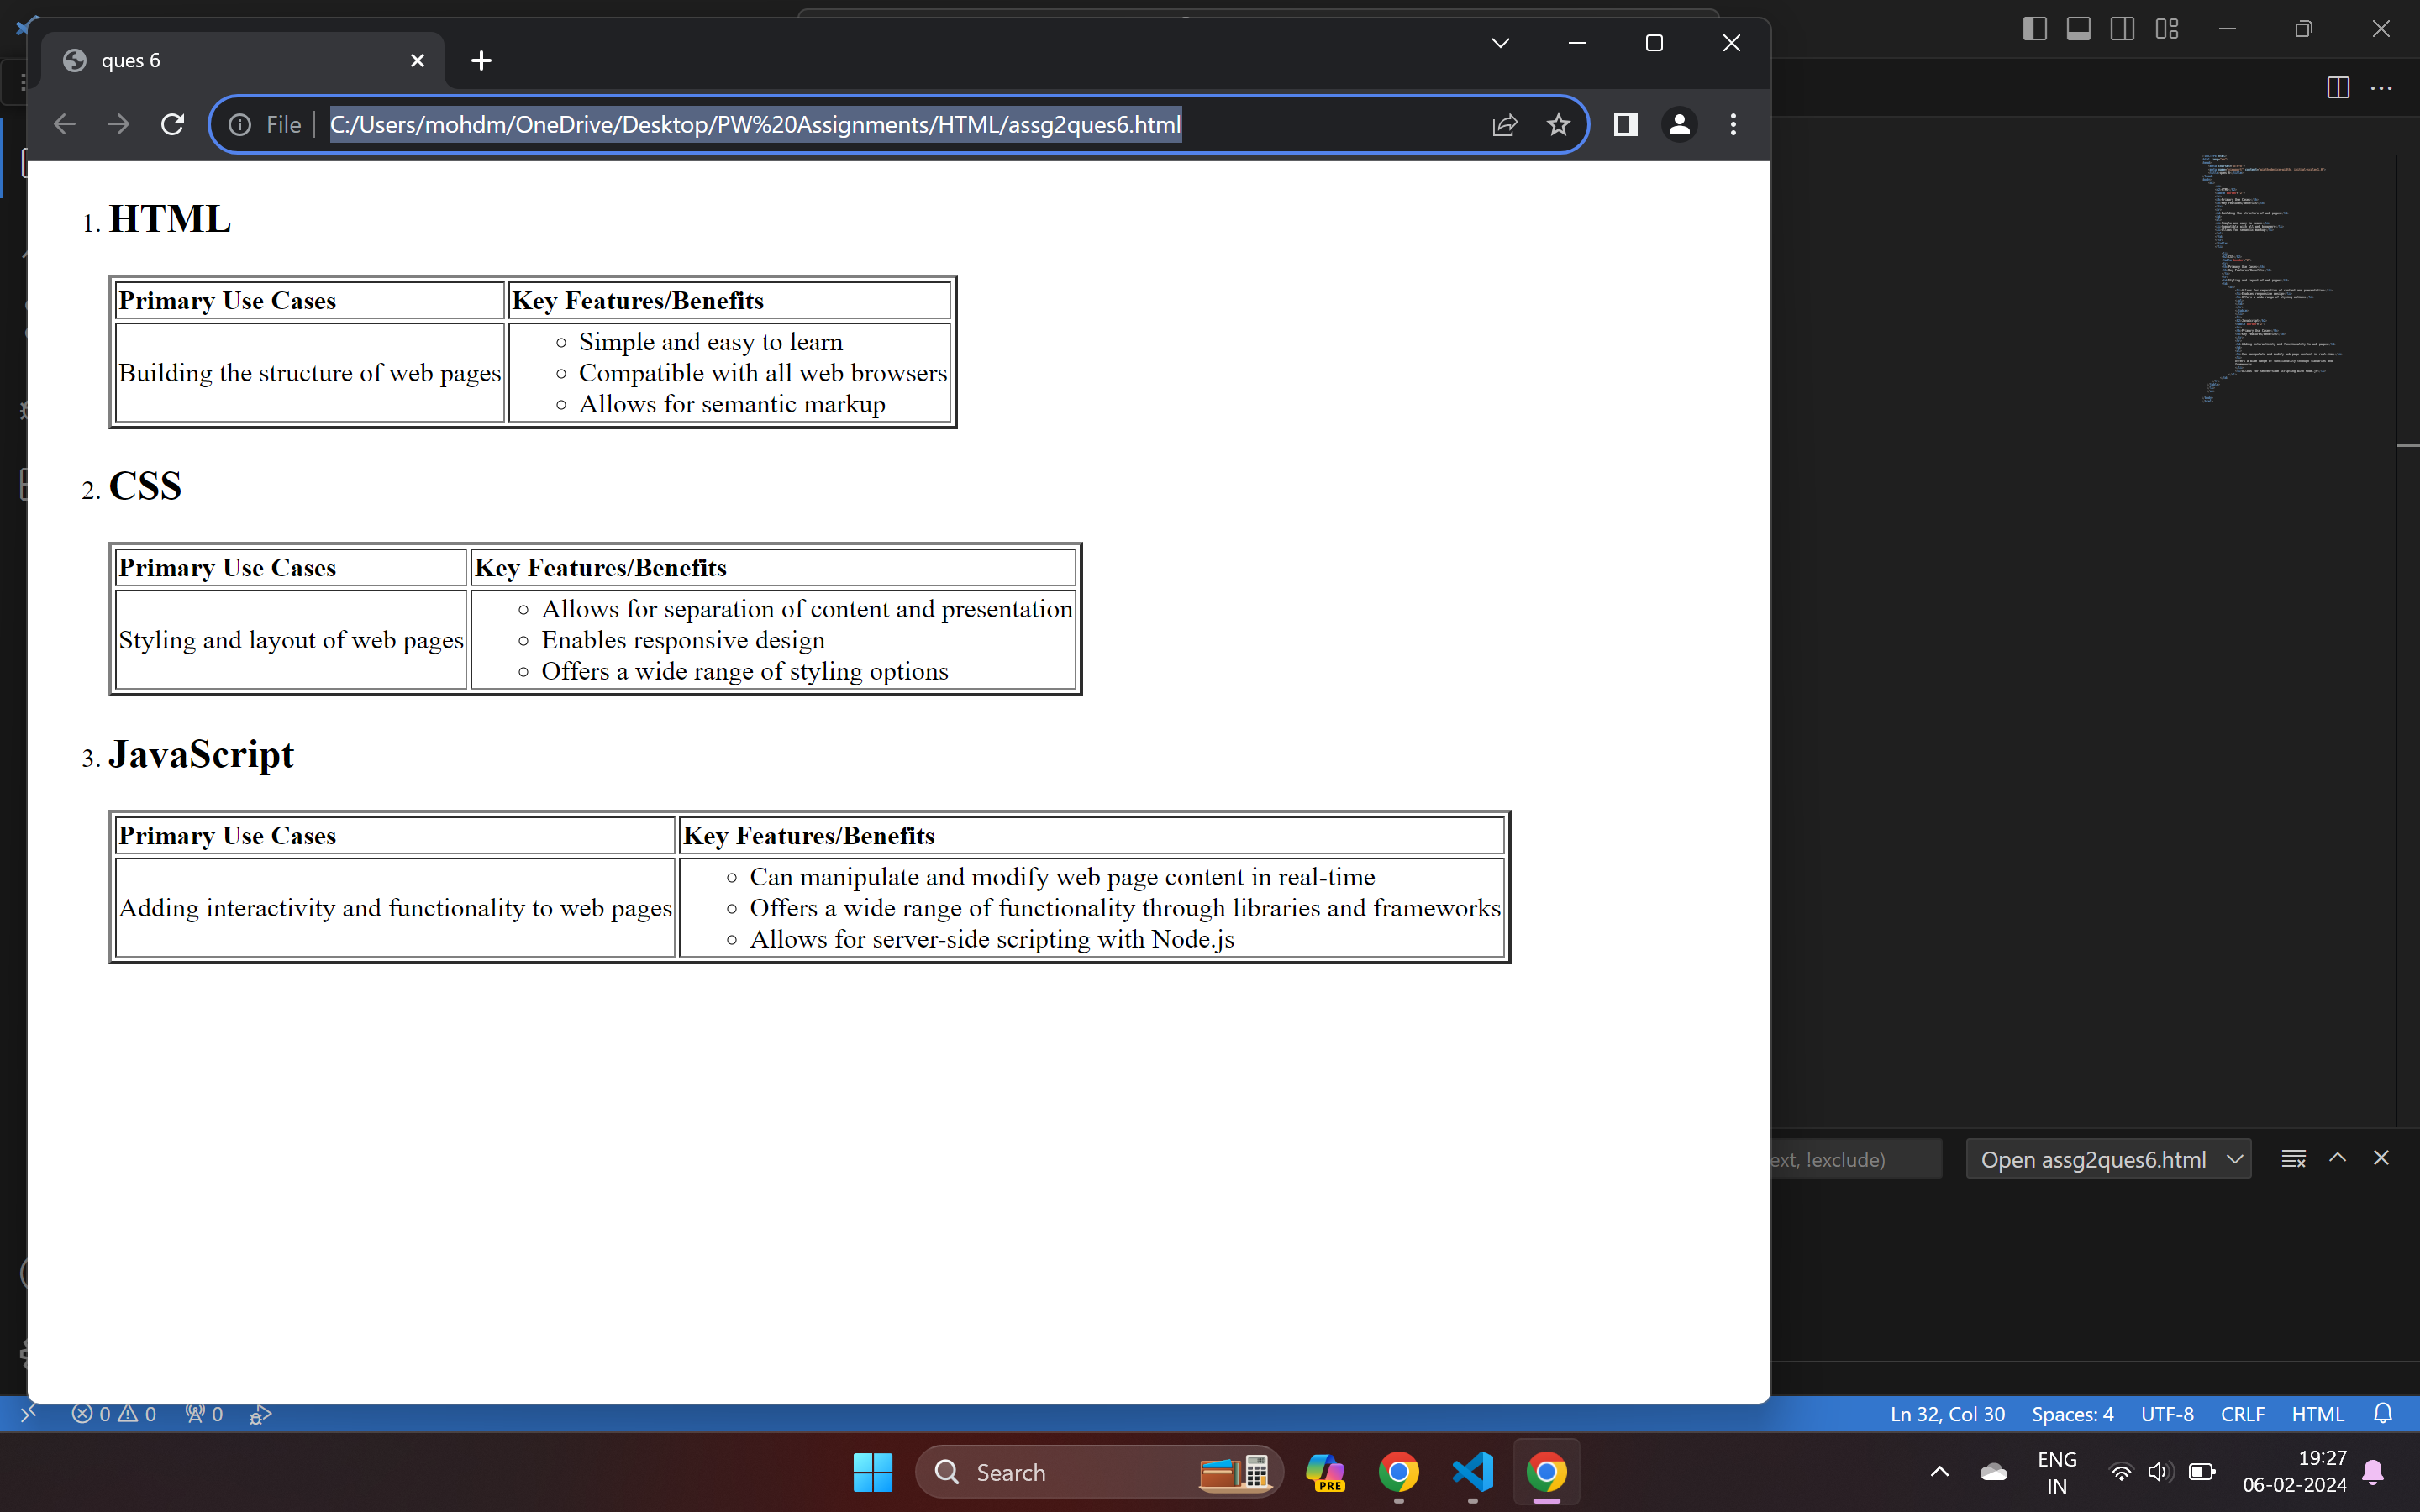 ques 6
File
C:/Users/mohdm/OneDrive/Desktop/PW%20Assignments/HTML/assg2ques6.html
1. HTML
Primary Use Cases Key Features/Benefits
Building the structure of web pages
Simple and easy to learn
Compatible with all web browsers
Allows for semantic markup
2. CSS
Primary Use Cases Key Features/Benefits
Styling and layout of web pages
Allows for separation of content and presentation
Enables responsive design
Offers a wide range of styling options
3. JavaScript
Primary Use Cases Key Features/Benefits
Adding interactivity and functionality to web pages
Can manipulate and modify web page content in real-time
Offers a wide range of functionality through libraries and frameworks
Allows for server-side scripting with Node.js
ext, !exclude) Open assg2ques6.html
0 0 0 Ln 32, Col 30 Spaces: 4 UTF-8 CRLF HTML
Search PRE
ENG
IN
19:27
06-02-2024